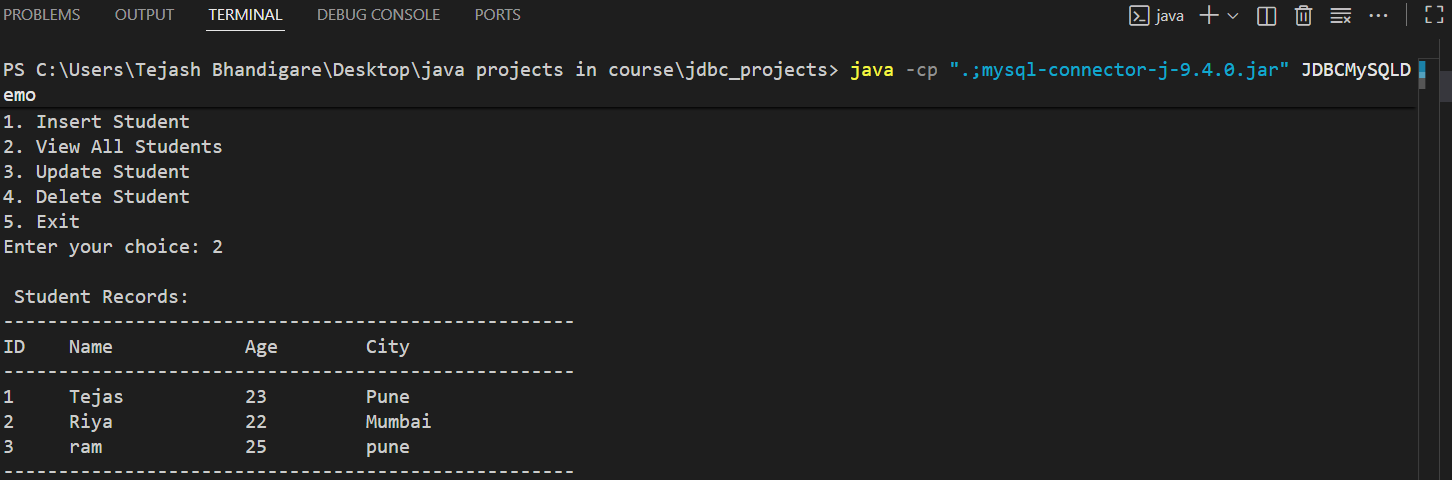 PROBLEMS OUTPUT TERMINAL DEBUG CONSOLE PORTS java
PS C:\Users\Tejash Bhandigare\Desktop\java projects in course\jdbc_projects> java -cp ".;mysql-connector-j-9.4.0.jar" JDBCMySQLD
emo
1. Insert Student
2. View All Students
3. Update Student
4. Delete Student
5. Exit
Enter your choice: 2
Student Records:
----------------------------------------------------
ID Name Age City
----------------------------------------------------
1 Tejas 23 Pune
2 Riya 22 Mumbai
3 ram 25 pune
----------------------------------------------------